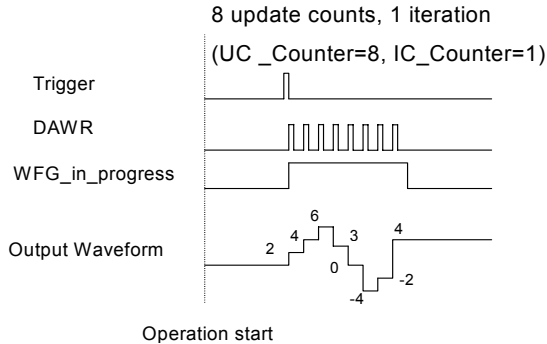 8 update counts, 1 iteration
(UC _Counter=8, IC_Counter=1)
Trigger
DAWR
WFG_in_progress
Output Waveform
2
4
6
3
0
-4
-2
4
Operation start